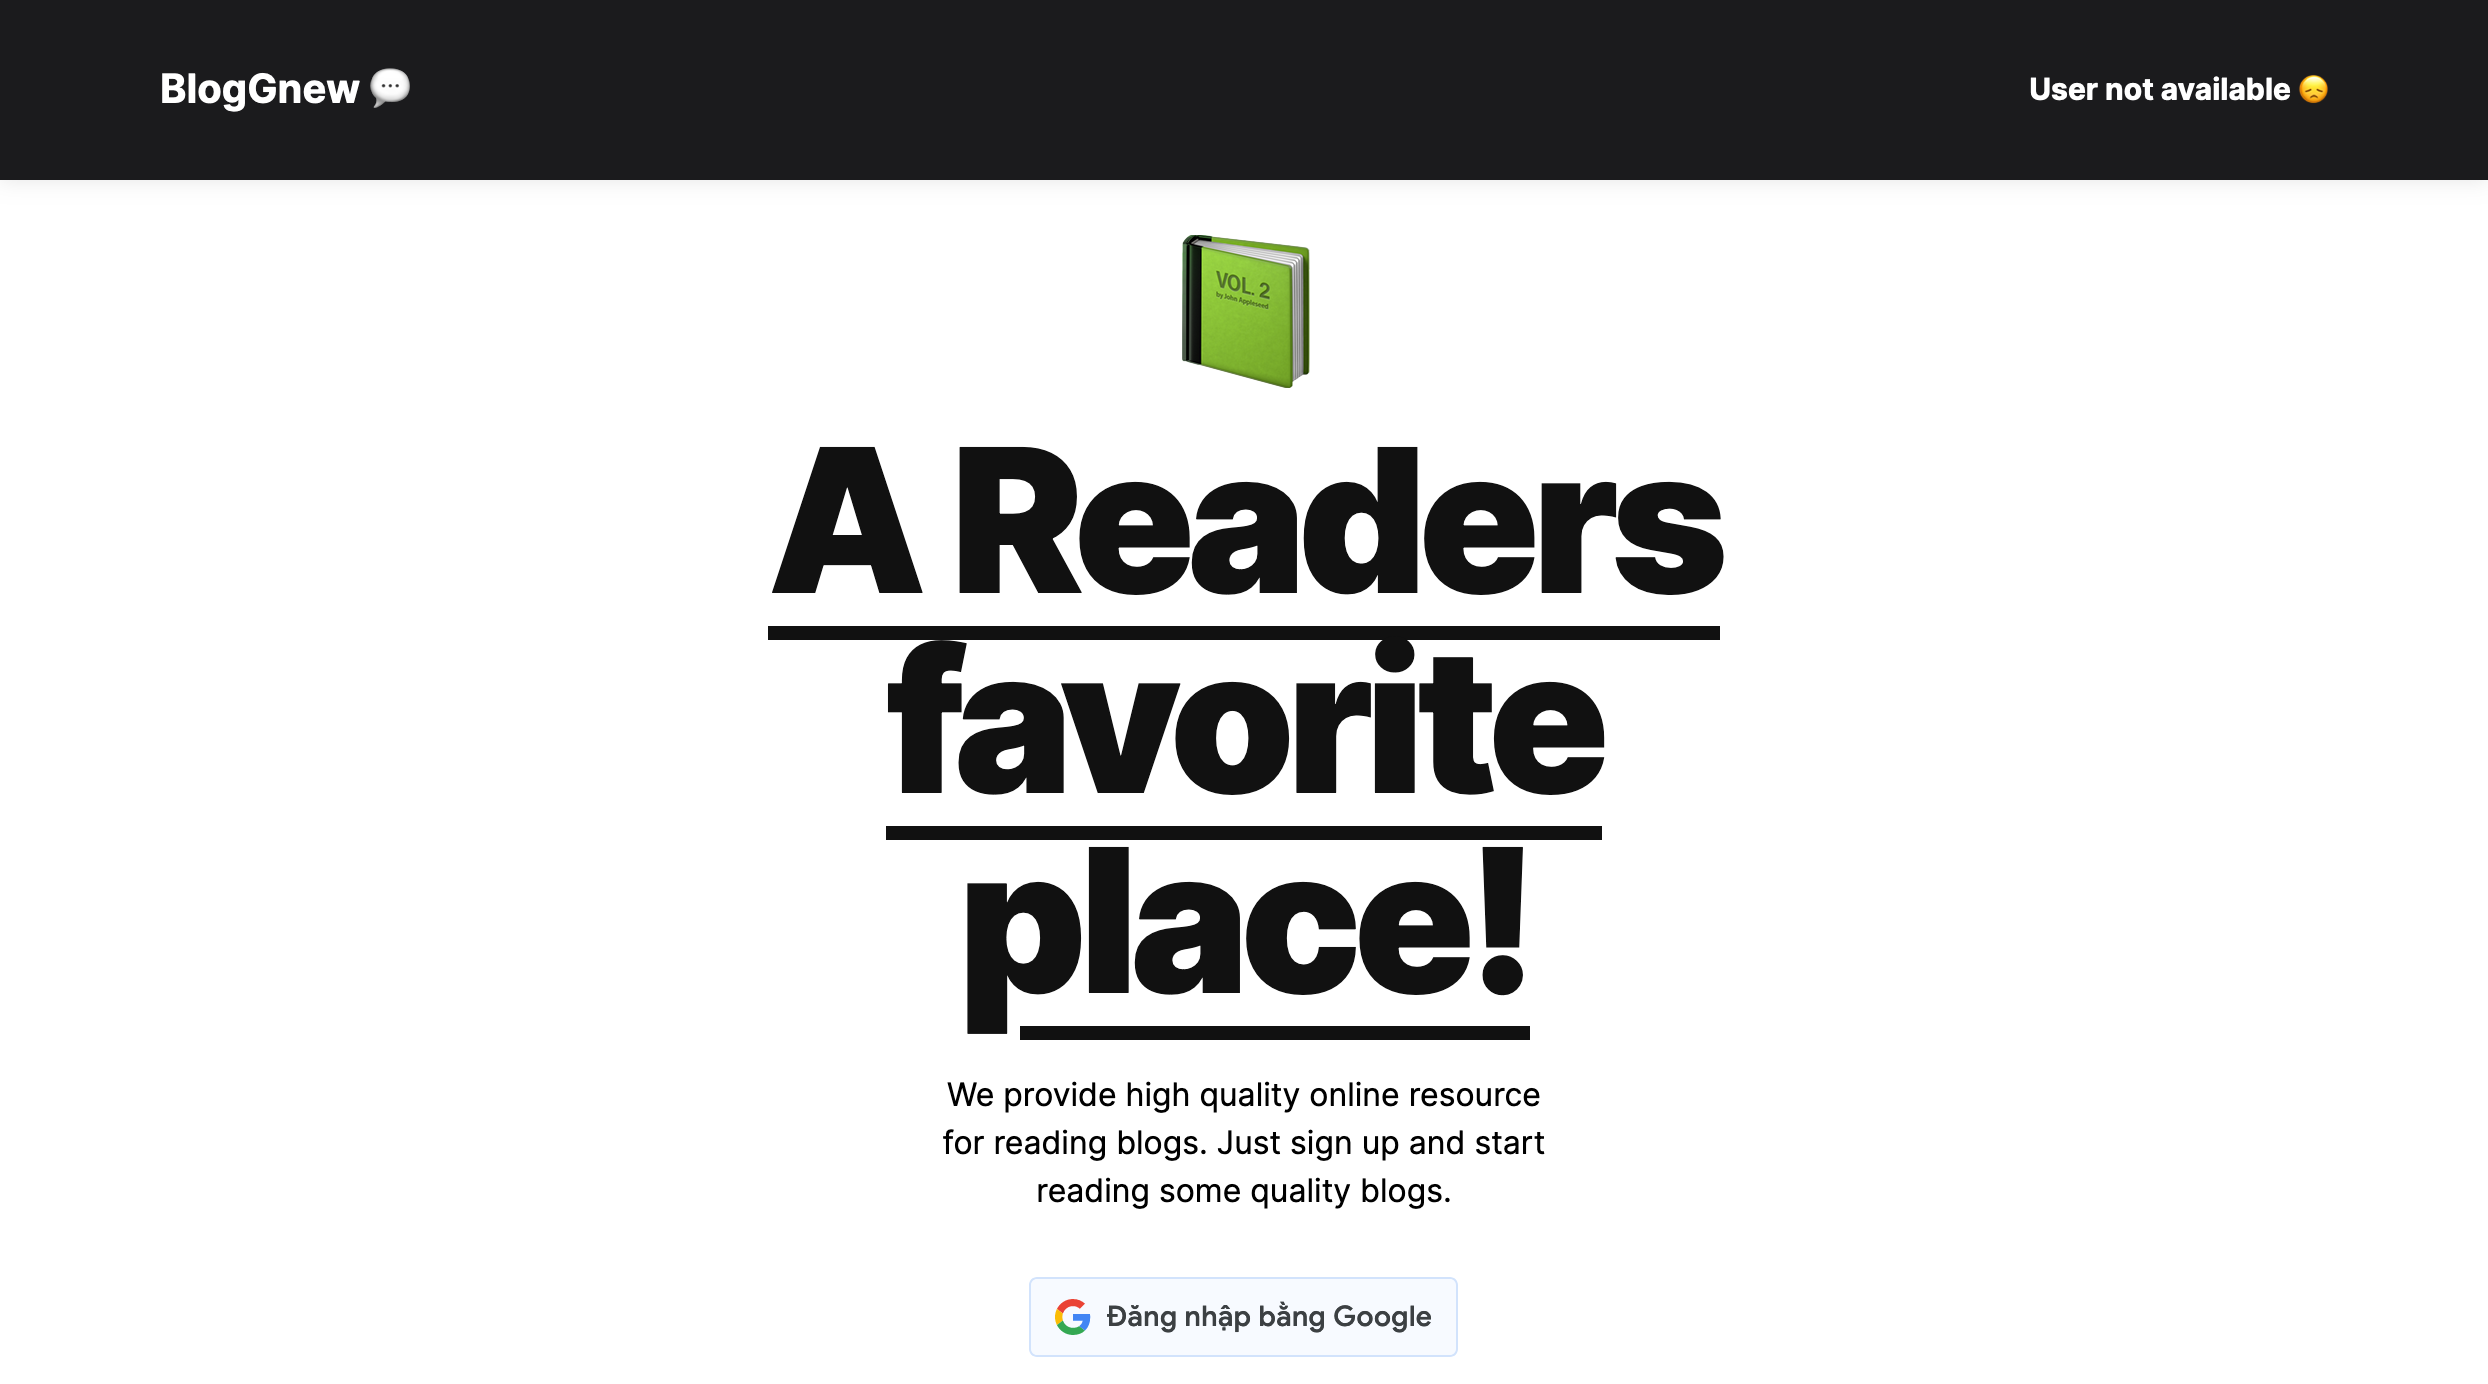 BlogGnew 💬
User not available 😞
VOL. 2
by John Appleseed
A Readers
favorite
place!
We provide high quality online resource
for reading blogs. Just sign up and start
reading some quality blogs.
Đăng nhập bằng Google